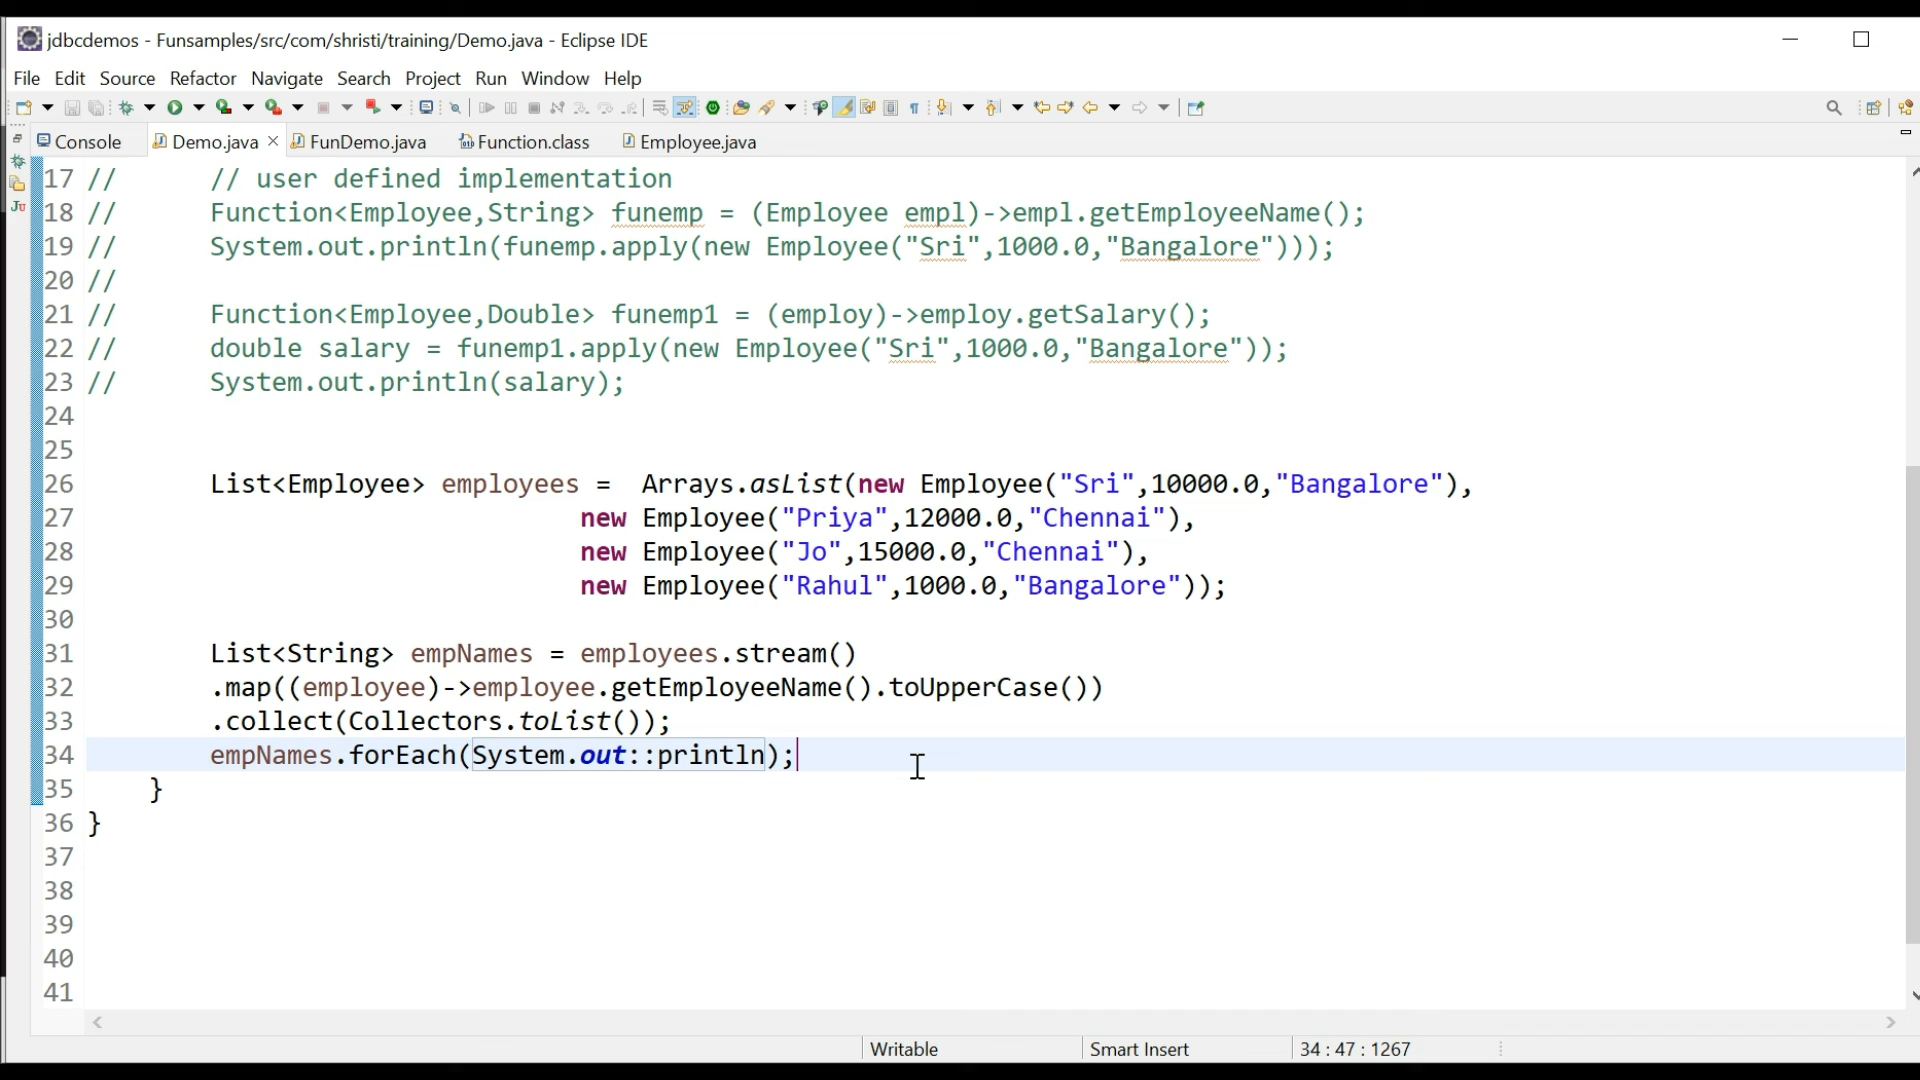 jdbcdemos - Funsamples/src/com/shristi/training/Demo.java - Eclipse IDE
File Edit Source Refactor Navigate Search Project Run Window Help
Console Demo.java FunDemo.java Function.class Employee.java
17 // // user defined implementation
18 // Function<Employee,String> funemp = (Employee empl)->empl.getEmployeeName();
19 // System.out.println(funemp.apply(new Employee("Sri",1000.0,"Bangalore")));
20 //
21 // Function<Employee,Double> funemp1 = (employ)->employ.getSalary();
22 // double salary = funemp1.apply(new Employee("Sri",1000.0,"Bangalore"));
23 // System.out.println(salary);
24
25
26 List<Employee> employees = Arrays.asList(new Employee("Sri",10000.0,"Bangalore"),
27 new Employee("Priya",12000.0,"Chennai"),
28 new Employee("Jo",15000.0,"Chennai"),
29 new Employee("Rahul",1000.0,"Bangalore"));
30
31 List<String> empNames = employees.stream()
32 .map((employee)->employee.getEmployeeName().toUpperCase())
33 .collect(Collectors.toList());
34 empNames.forEach(System.out::println);
35 }
36 }
37
38
39
40
41
Writable Smart Insert 34 : 47 : 1267